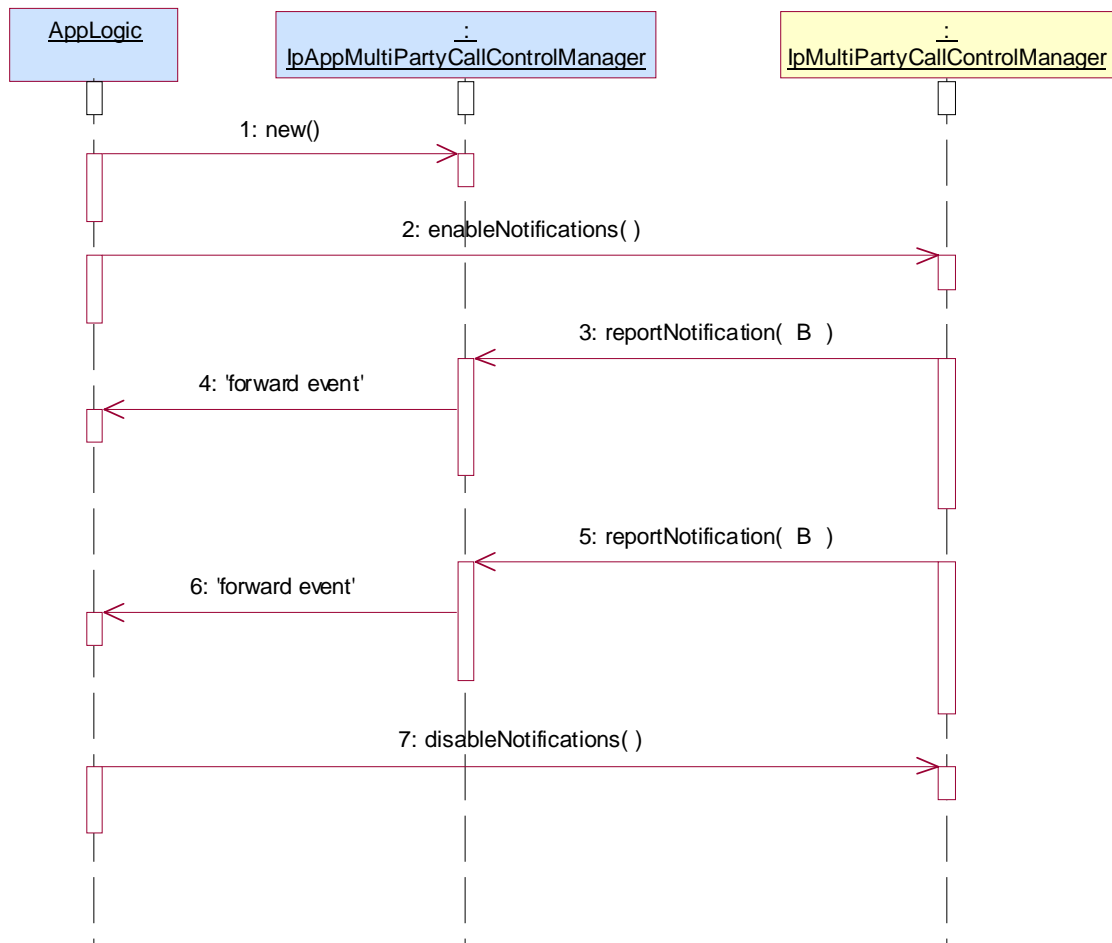 AppLogic
:
IpAppMultiPartyCallControlManager
:
IpMultiPartyCallControlManager
1: new()
2: enableNotifications( )
3: reportNotification( B )
4: 'forward event'
5: reportNotification( B )
6: 'forward event'
7: disableNotifications( )